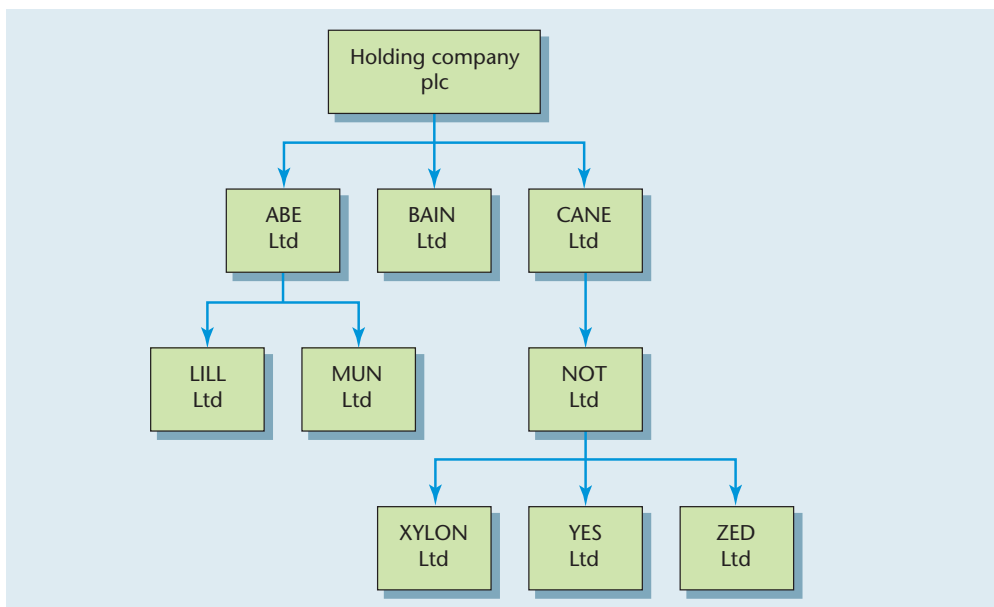 Holding company
plc
ABE
Ltd
BAIN
Ltd
CANE
Ltd
LILL
Ltd
MUN
Ltd
NOT
Ltd
XYLON
Ltd
YES
Ltd
ZED
Ltd